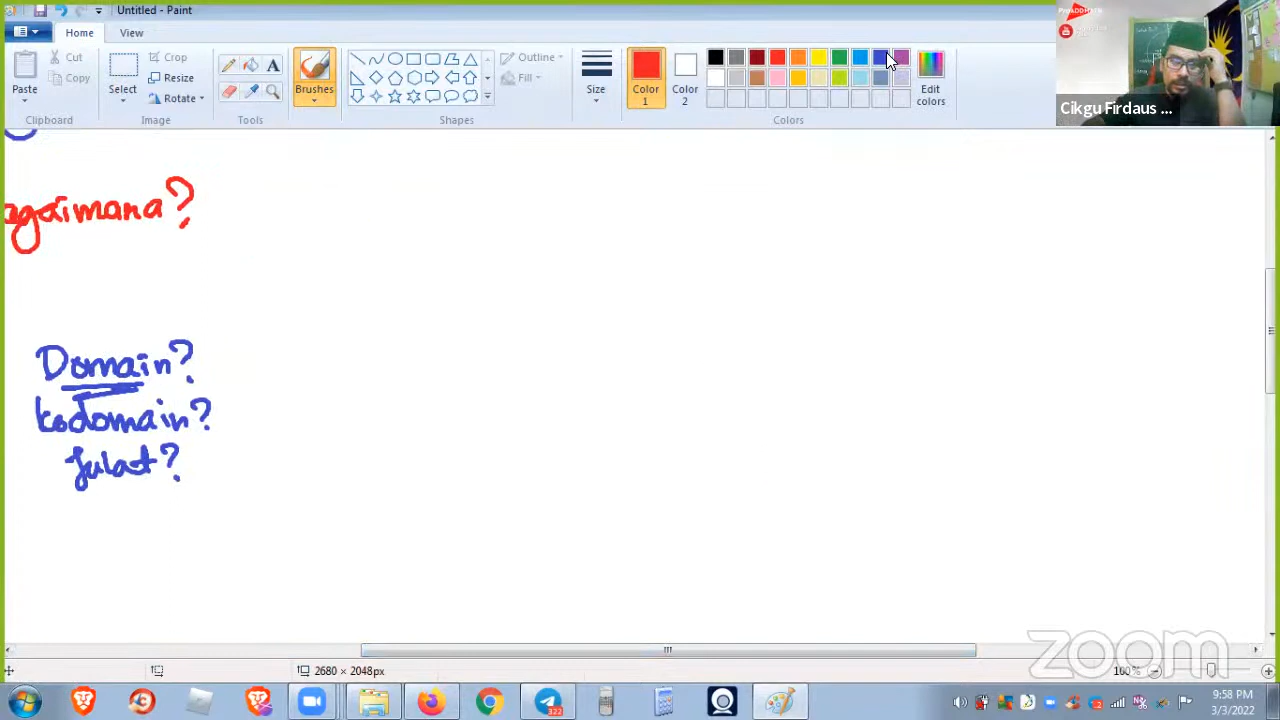 Untitled - Paint
Home
View
Paste
Cut
Copy
Clipboard
Select
Crop
Resize
Rotate
Image
Tools
Brushes
Shapes
Outline
Fill
Size
Color 1
Color 2
Colors
Edit colors
Cikgu Firdaus ...
agaimana?
Domain?
kodomain?
Julat?
zoom
2680 × 2048px
100%
322
9:58 PM
3/3/2022